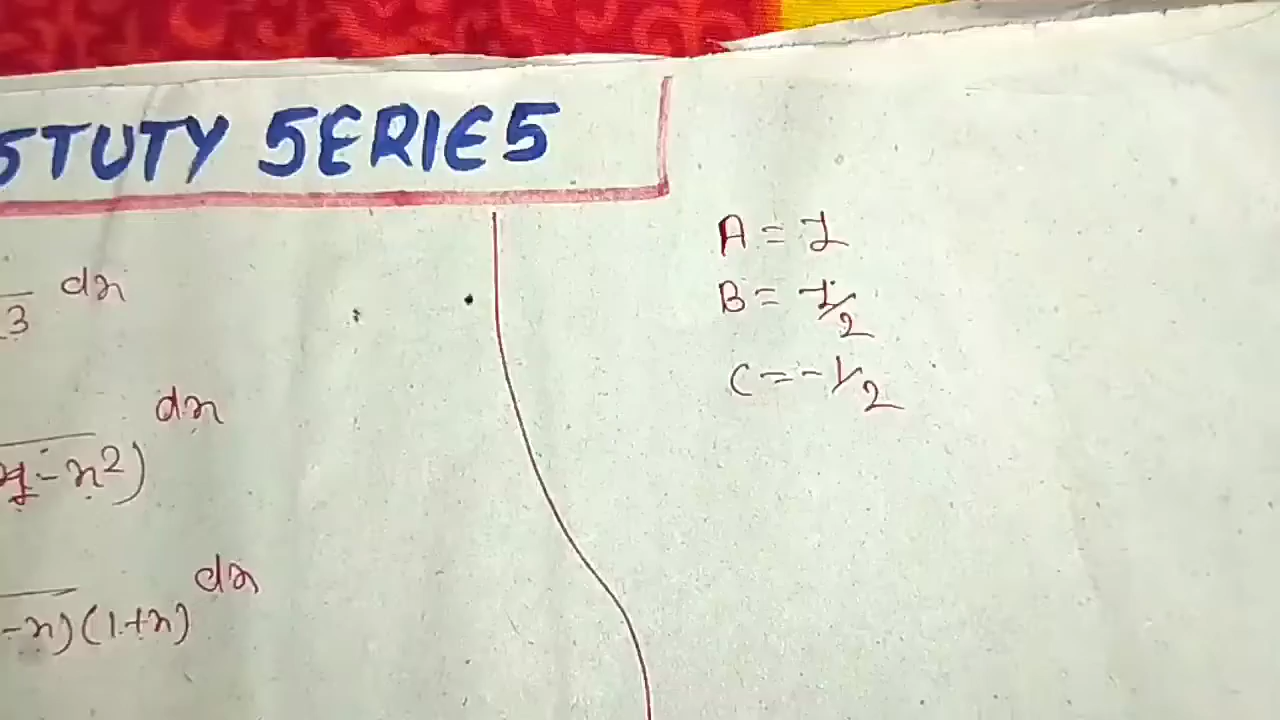 STUTY SERIES
dx
3
dx
- x²)
dx
-x)(1+x)
A = 1
B = -1/2
C = -1/2